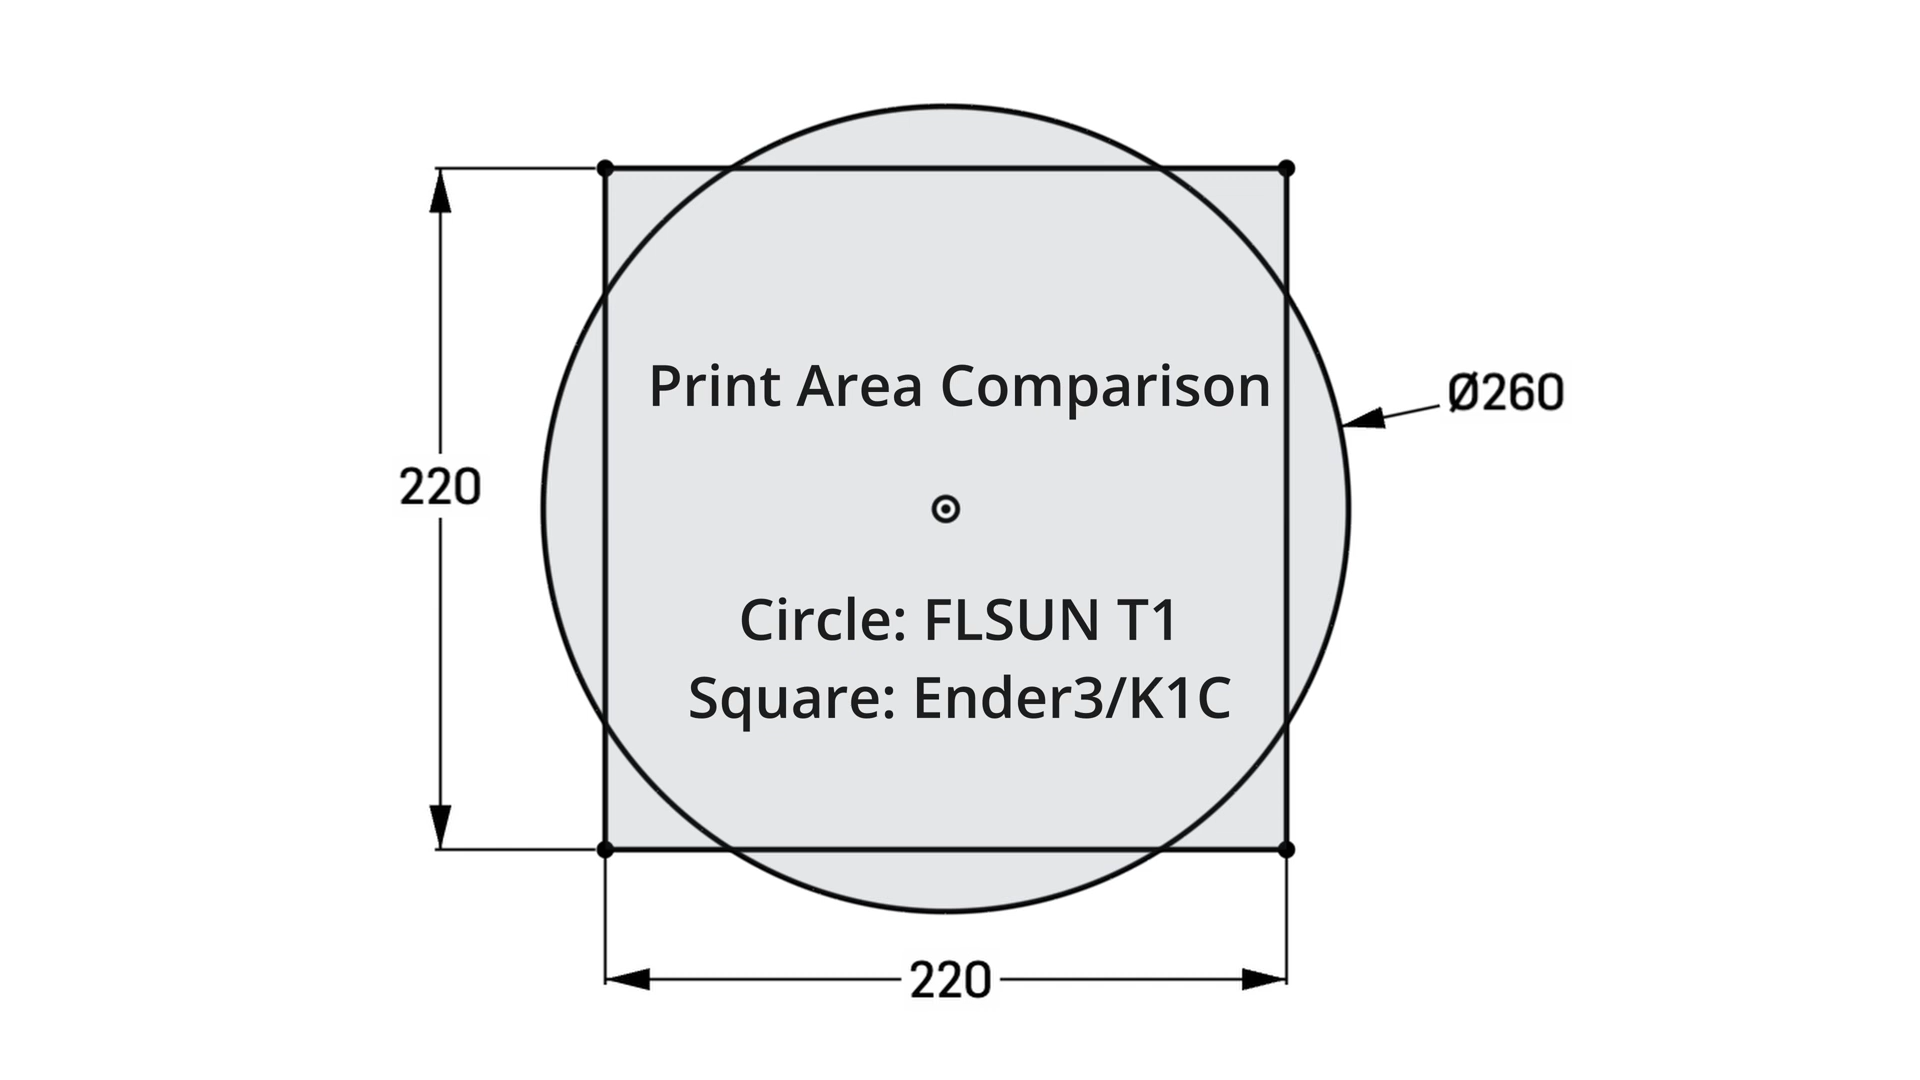 Print Area Comparison
Ø260
220
Circle: FLSUN T1
Square: Ender3/K1C
220